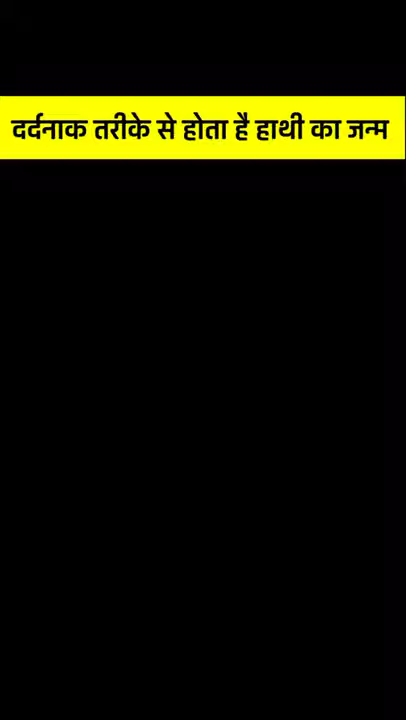 दर्दनाक तरीके से होता है हाथी का जन्म